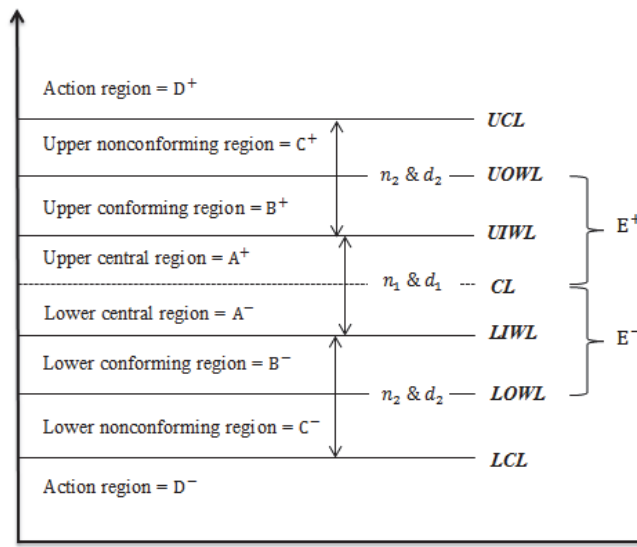 Action region = D⁺
UCL
Upper nonconforming region = C⁺
n₂ & d₂ UOWL
Upper conforming region = B⁺
E⁺
UIWL
Upper central region = A⁺
n₁ & d₁ CL
Lower central region = A⁻
LIWL
E⁻
Lower conforming region = B⁻
n₂ & d₂ LOWL
Lower nonconforming region = C⁻
LCL
Action region = D⁻